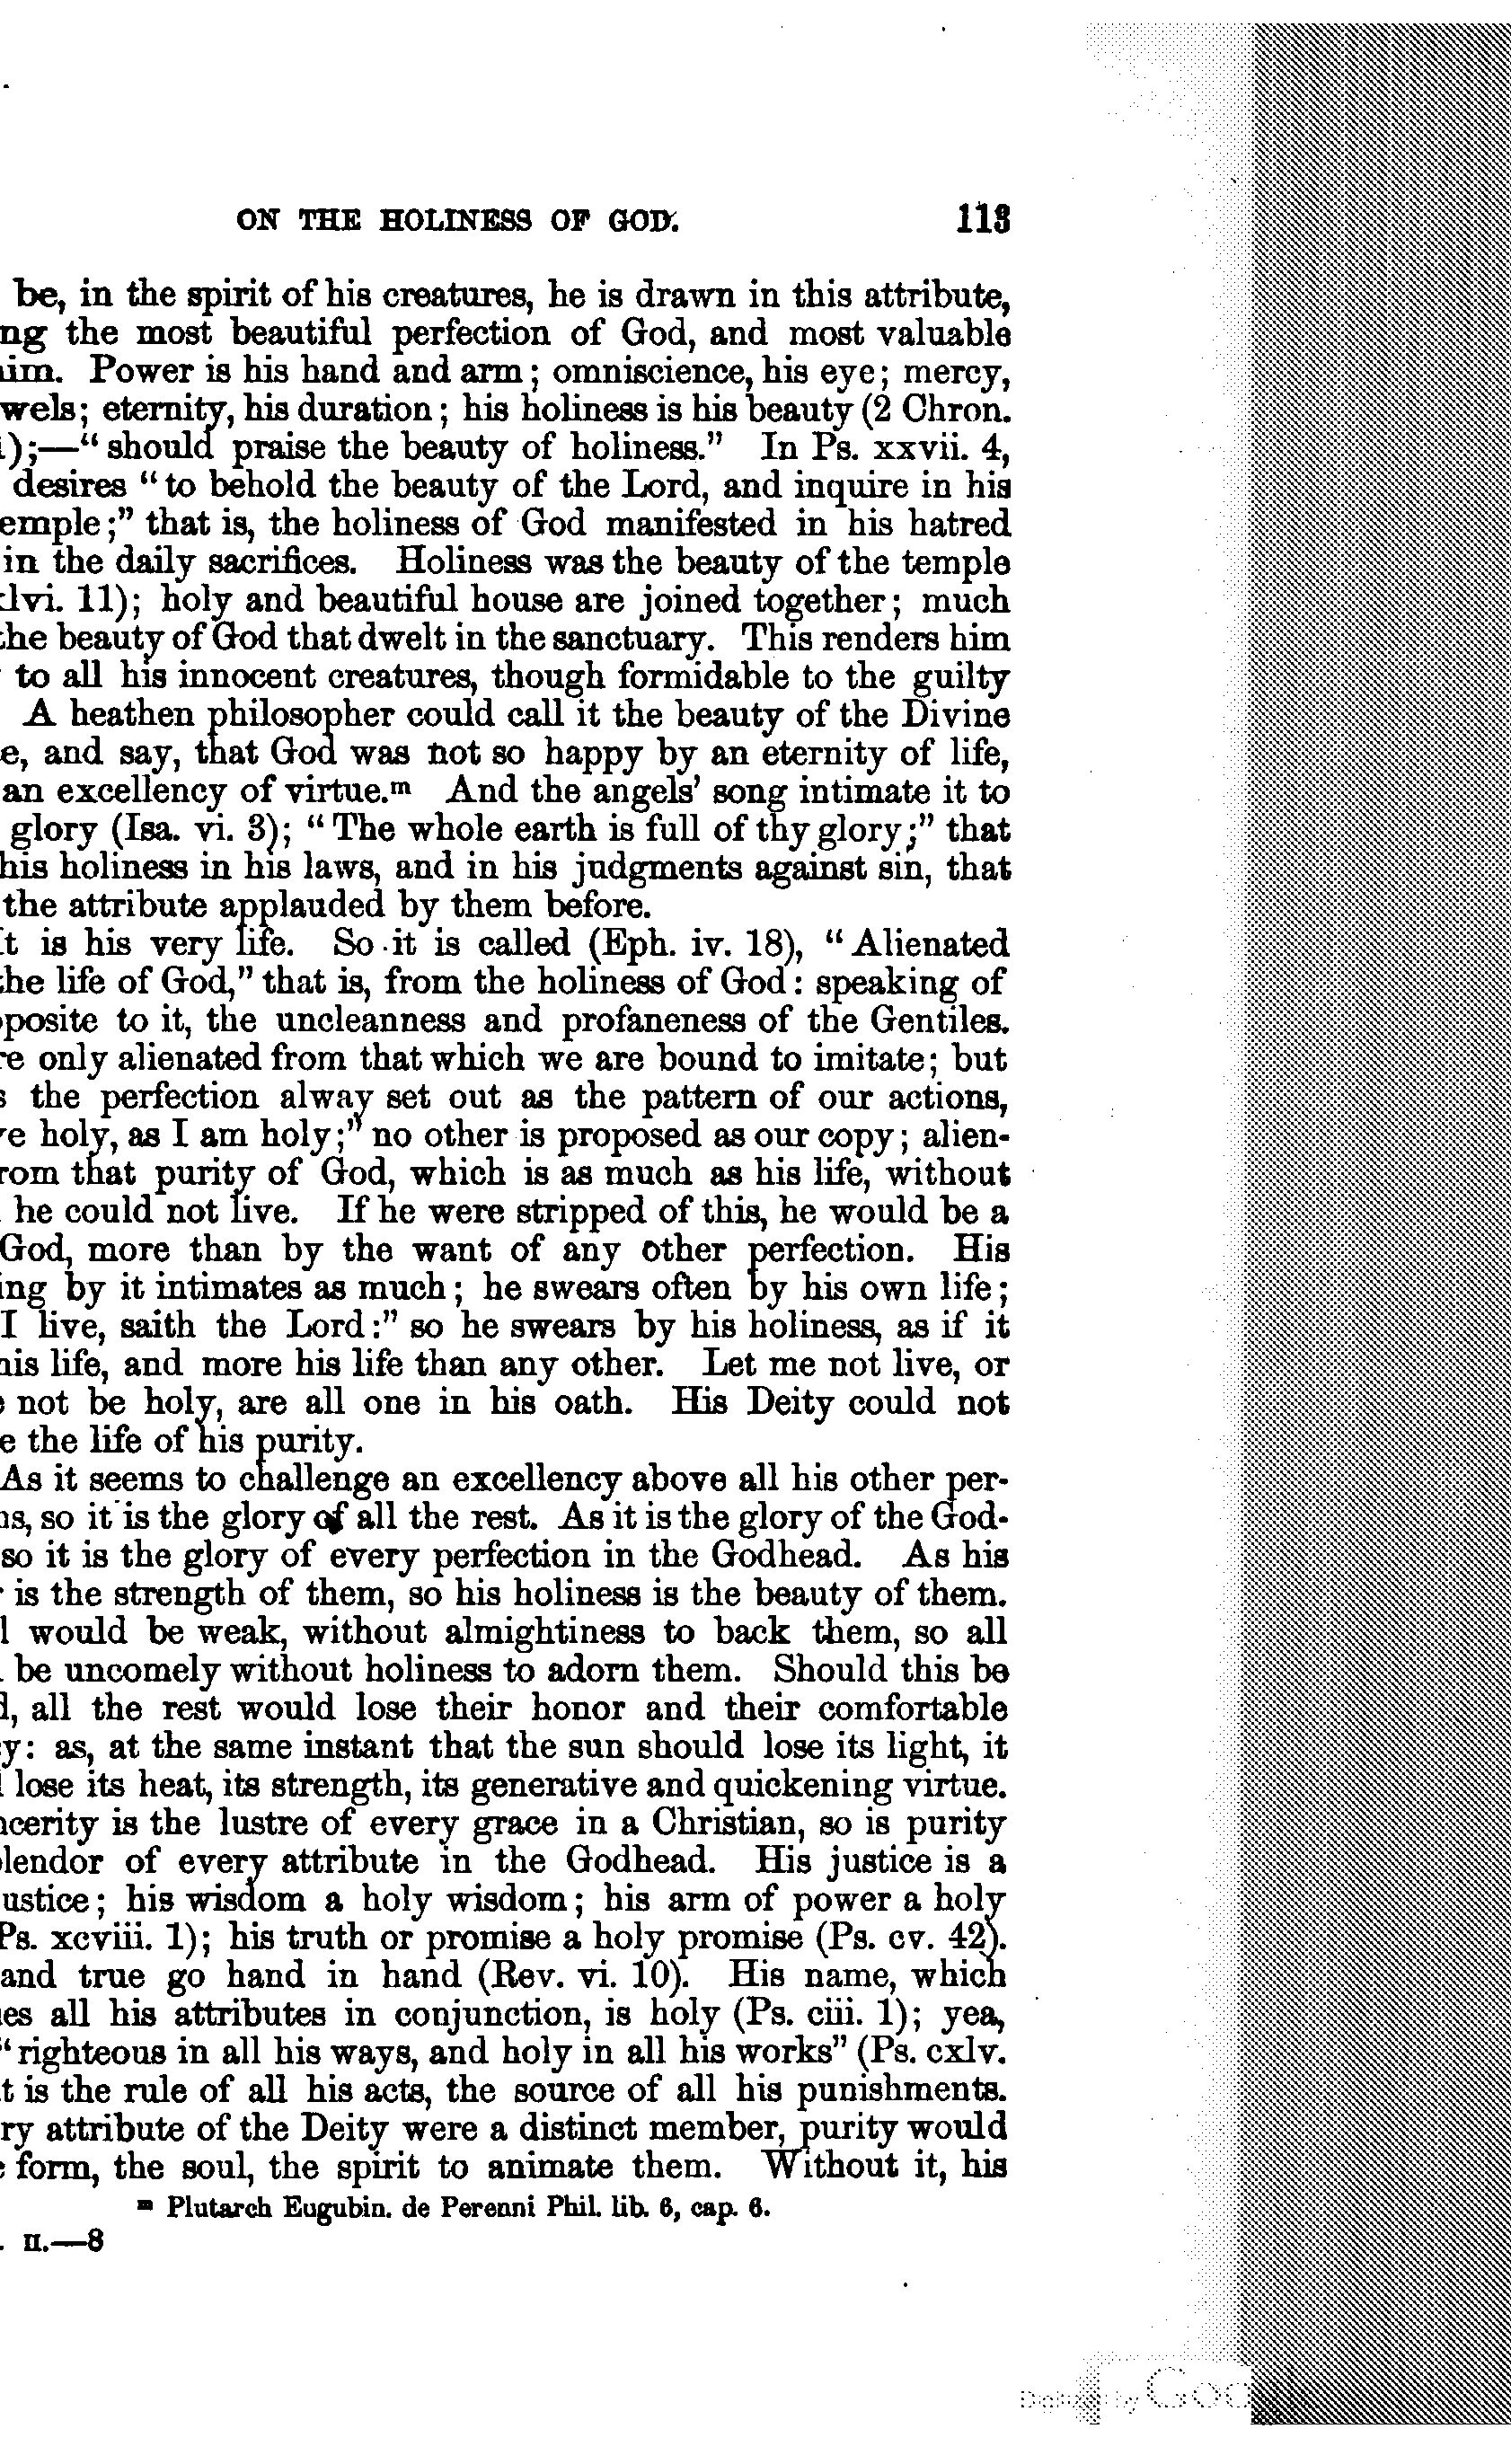 ON THE HOLINESS OF GOD. 113
be, in the spirit of his creatures, he is drawn in this attribute,
ng the most beautiful perfection of God, and most valuable
im. Power is his hand and arm; omniscience, his eye; mercy,
wels; eternity, his duration; his holiness is his beauty (2 Chron.
);—“should praise the beauty of holiness.” In Ps. xxvii. 4,
desires “to behold the beauty of the Lord, and inquire in his
emple;” that is, the holiness of God manifested in his hatred
in the daily sacrifices. Holiness was the beauty of the temple
lvi. 11); holy and beautiful house are joined together; much
he beauty of God that dwelt in the sanctuary. This renders him
to all his innocent creatures, though formidable to the guilty
A heathen philosopher could call it the beauty of the Divine
e, and say, that God was not so happy by an eternity of life,
an excellency of virtue.ᵐ And the angels’ song intimate it to
glory (Isa. vi. 3); “The whole earth is full of thy glory;” that
his holiness in his laws, and in his judgments against sin, that
the attribute applauded by them before.
t is his very life. So it is called (Eph. iv. 18), “Alienated
he life of God,” that is, from the holiness of God: speaking of
posite to it, the uncleanness and profaneness of the Gentiles.
re only alienated from that which we are bound to imitate; but
s the perfection alway set out as the pattern of our actions,
e holy, as I am holy;” no other is proposed as our copy; alien-
rom that purity of God, which is as much as his life, without
he could not live. If he were stripped of this, he would be a
God, more than by the want of any other perfection. His
ing by it intimates as much; he swears often by his own life;
I live, saith the Lord:” so he swears by his holiness, as if it
his life, and more his life than any other. Let me not live, or
not be holy, are all one in his oath. His Deity could not
e the life of his purity.
As it seems to challenge an excellency above all his other per-
ns, so it is the glory of all the rest. As it is the glory of the God-
so it is the glory of every perfection in the Godhead. As his
is the strength of them, so his holiness is the beauty of them.
l would be weak, without almightiness to back them, so all
be uncomely without holiness to adorn them. Should this be
d, all the rest would lose their honor and their comfortable
y: as, at the same instant that the sun should lose its light, it
lose its heat, its strength, its generative and quickening virtue.
ncerity is the lustre of every grace in a Christian, so is purity
lendor of every attribute in the Godhead. His justice is a
ustice; his wisdom a holy wisdom; his arm of power a holy
Ps. xcviii. 1); his truth or promise a holy promise (Ps. cv. 42).
and true go hand in hand (Rev. vi. 10). His name, which
es all his attributes in conjunction, is holy (Ps. ciii. 1); yea,
“righteous in all his ways, and holy in all his works” (Ps. cxlv.
t is the rule of all his acts, the source of all his punishments.
ry attribute of the Deity were a distinct member, purity would
form, the soul, the spirit to animate them. Without it, his
ᵐ Plutarch Eugubin. de Perenni Phil. lib. 6, cap. 6.
. II.—8